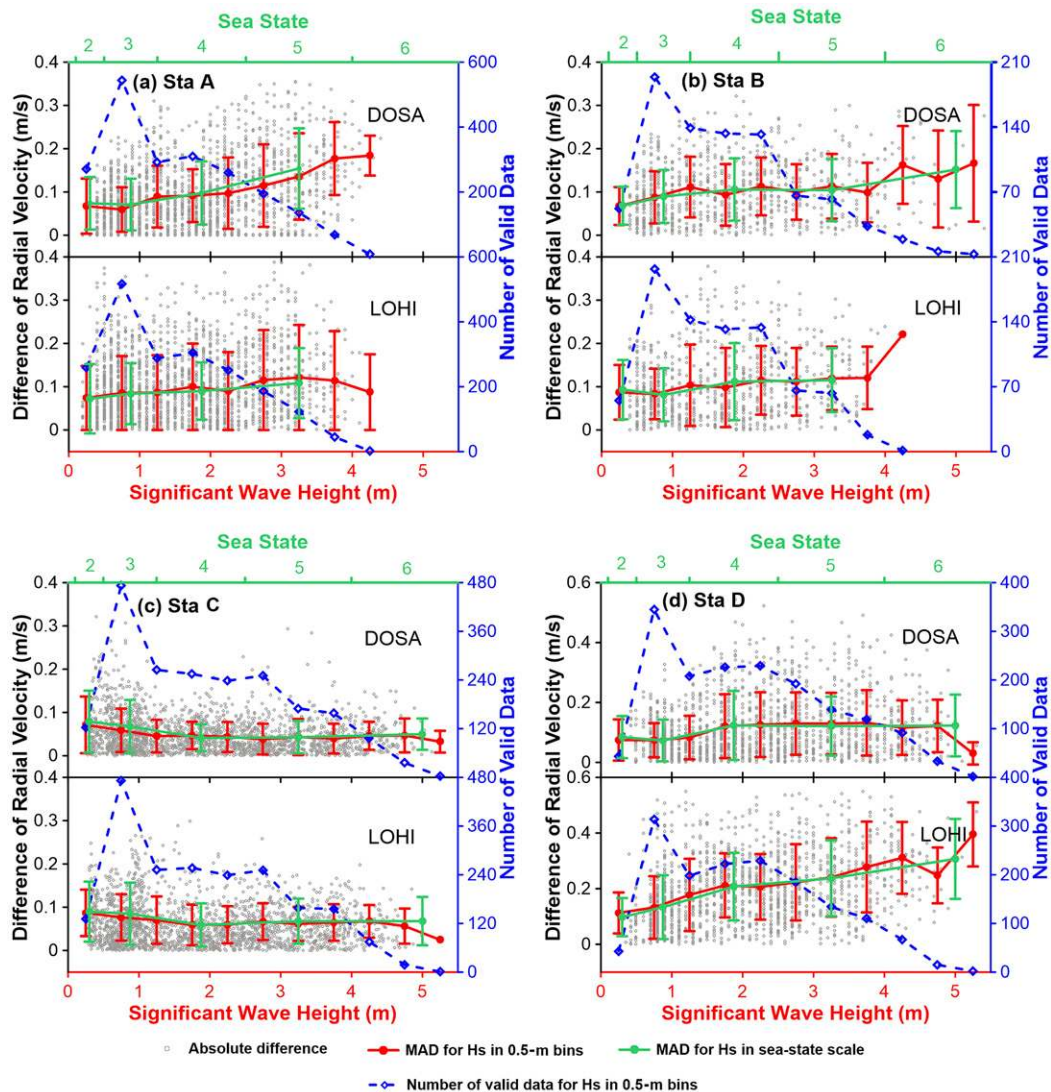 Sea State
2 3 4 5 6
Sea State
2 3 4 5 6
0.4 (a) Sta A 600
0.4 (b) Sta B 210
DOSA
DOSA
0.3 0.2 0.1 0
400 200
0.3 0.2 0.1 0
140 70
Difference of Radial Velocity (m/s)
Number of Valid Data
Difference of Radial Velocity (m/s)
Number of Valid Data
0.4 600
0.4 210
LOHI
LOHI
0.3 0.2 0.1 0
400 200 0
0.3 0.2 0.1 0
140 70 0
0 1 2 3 4 5
0 1 2 3 4 5
Significant Wave Height (m)
Significant Wave Height (m)
Sea State
2 3 4 5 6
Sea State
2 3 4 5 6
0.4 (c) Sta C 480
0.6 (d) Sta D 400
DOSA
DOSA
0.3 0.2 0.1 0
360 240 120
0.4 0.2 0
300 200 100
Difference of Radial Velocity (m/s)
Number of Valid Data
Difference of Radial Velocity (m/s)
Number of Valid Data
0.4 480
0.6 400
LOHI
LOHI
0.3 0.2 0.1 0
360 240 120 0
0.4 0.2 0
300 200 100 0
0 1 2 3 4 5
0 1 2 3 4 5
Significant Wave Height (m)
Significant Wave Height (m)
Absolute difference MAD for Hs in 0.5-m bins MAD for Hs in sea-state scale
Number of valid data for Hs in 0.5-m bins